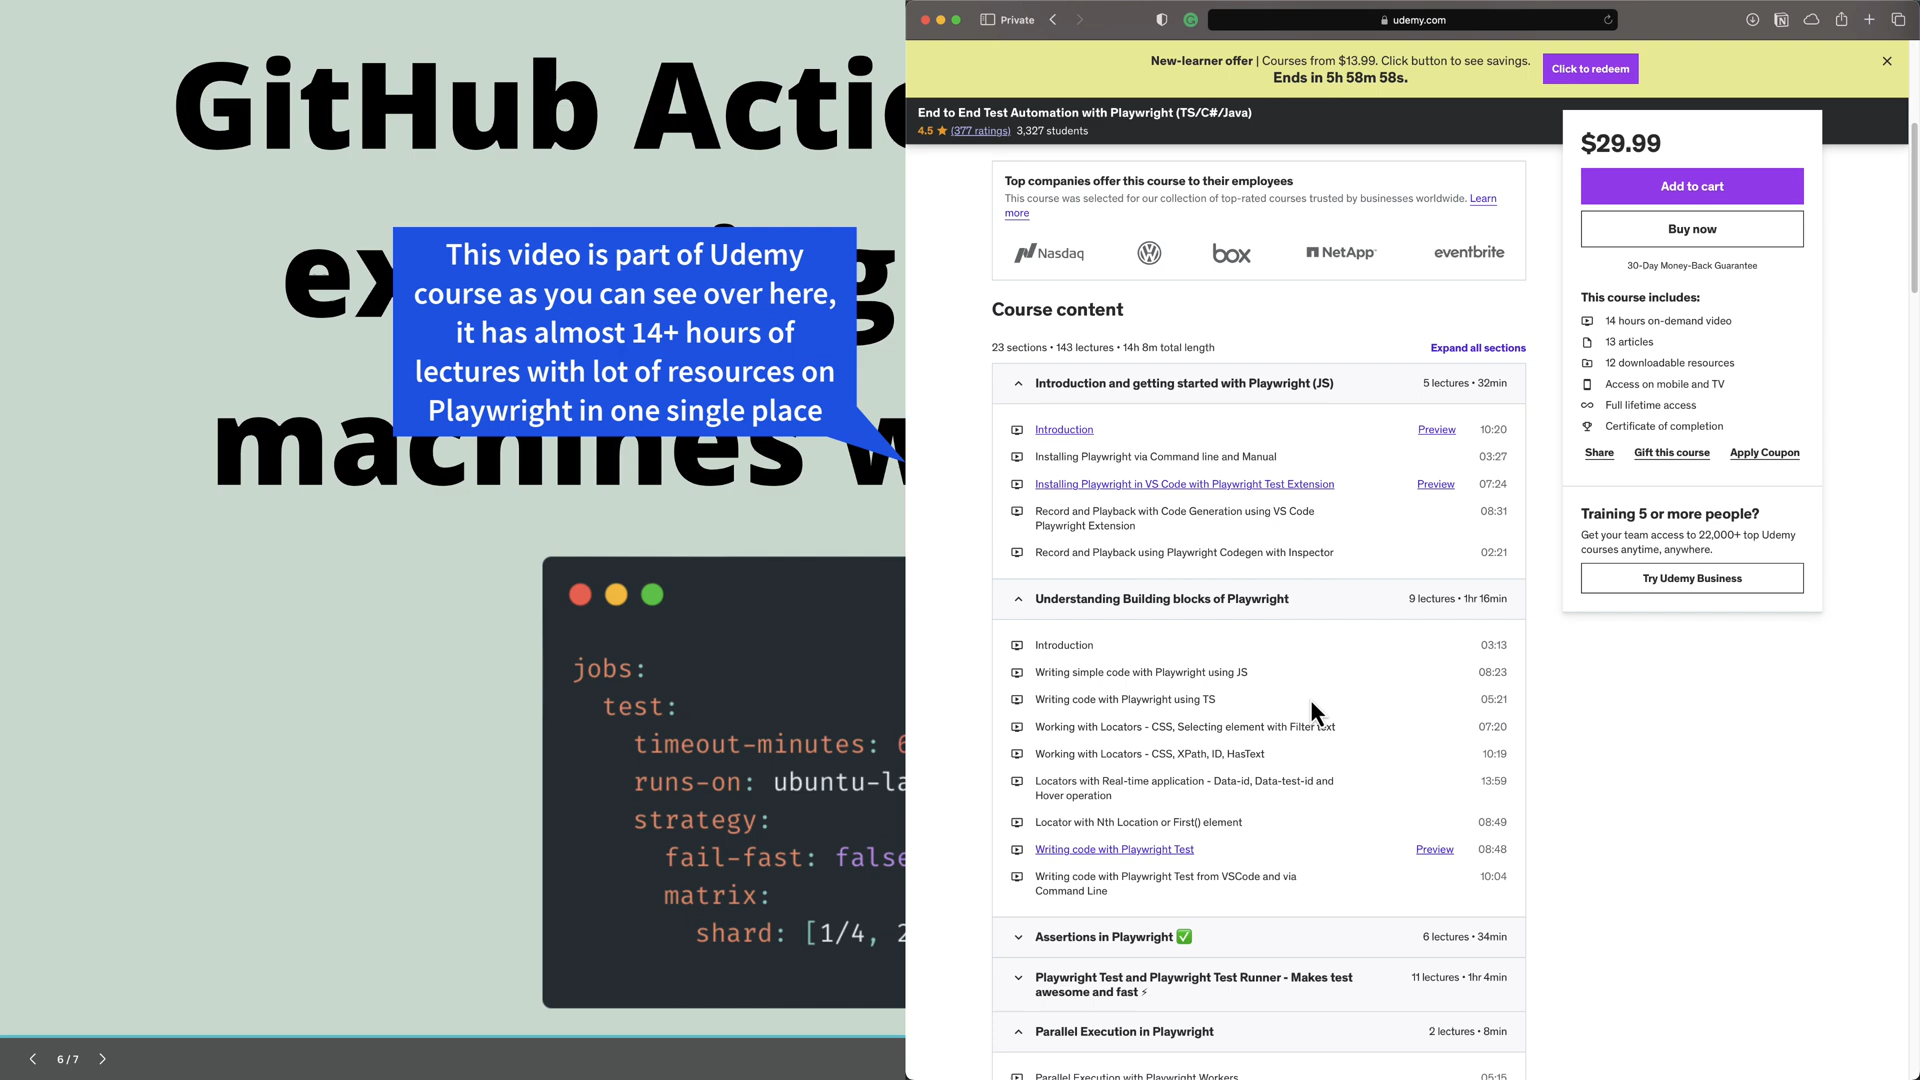 GitHub Actio
ex
g
machines w
This video is part of Udemy
course as you can see over here,
it has almost 14+ hours of
lectures with lot of resources on
Playwright in one single place
jobs:
test:
timeout-minutes: 6
runs-on: ubuntu-la
strategy:
fail-fast: false
matrix:
shard: [1/4, 2
6 / 7
Private
udemy.com
New-learner offer | Courses from $13.99. Click button to see savings.
Ends in 5h 58m 58s.
Click to redeem
End to End Test Automation with Playwright (TS/C#/Java)
4.5 ★ (377 ratings) 3,327 students
Top companies offer this course to their employees
This course was selected for our collection of top-rated courses trusted by businesses worldwide. Learn
more
Nasdaq
box
NetApp
eventbrite
Course content
23 sections • 143 lectures • 14h 8m total length
Expand all sections
Introduction and getting started with Playwright (JS) 5 lectures • 32min
Introduction Preview 10:20
Installing Playwright via Command line and Manual 03:27
Installing Playwright in VS Code with Playwright Test Extension Preview 07:24
Record and Playback with Code Generation using VS Code 08:31
Playwright Extension
Record and Playback using Playwright Codegen with Inspector 02:21
Understanding Building blocks of Playwright 9 lectures • 1hr 16min
Introduction 03:13
Writing simple code with Playwright using JS 08:23
Writing code with Playwright using TS 05:21
Working with Locators - CSS, Selecting element with Filter text 07:20
Working with Locators - CSS, XPath, ID, HasText 10:19
Locators with Real-time application - Data-id, Data-test-id and 13:59
Hover operation
Locator with Nth Location or First() element 08:49
Writing code with Playwright Test Preview 08:48
Writing code with Playwright Test from VSCode and via 10:04
Command Line
Assertions in Playwright ✅ 6 lectures • 34min
Playwright Test and Playwright Test Runner - Makes test 11 lectures • 1hr 4min
awesome and fast ⚡
Parallel Execution in Playwright 2 lectures • 8min
Parallel Execution with Playwright Workers 05:15
$29.99
Add to cart
Buy now
30-Day Money-Back Guarantee
This course includes:
14 hours on-demand video
13 articles
12 downloadable resources
Access on mobile and TV
Full lifetime access
Certificate of completion
Share Gift this course Apply Coupon
Training 5 or more people?
Get your team access to 22,000+ top Udemy
courses anytime, anywhere.
Try Udemy Business